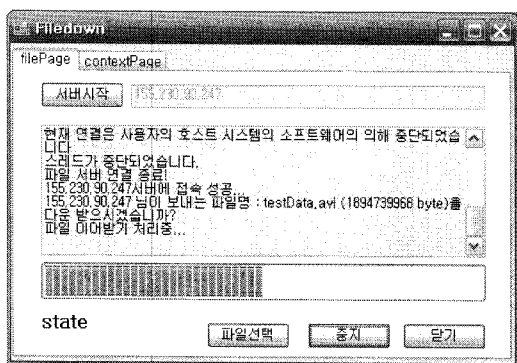 Filedown
filePage contextPage
서버시작 155,230,90,247
현재 연결은 사용자의 호스트 시스템의 소프트웨어의 의해 중단되었습
니다
스레드가 중단되었습니다.
파일 서버 연결 종료!
155,230,90,247서버에 접속 성공...
155,230,90,247 님이 보내는 파일명 : testData,avi (1894739968 byte)을
다운 받으시겠습니까?
파일 이어받기 처리중...
state
파일선택 중지 닫기